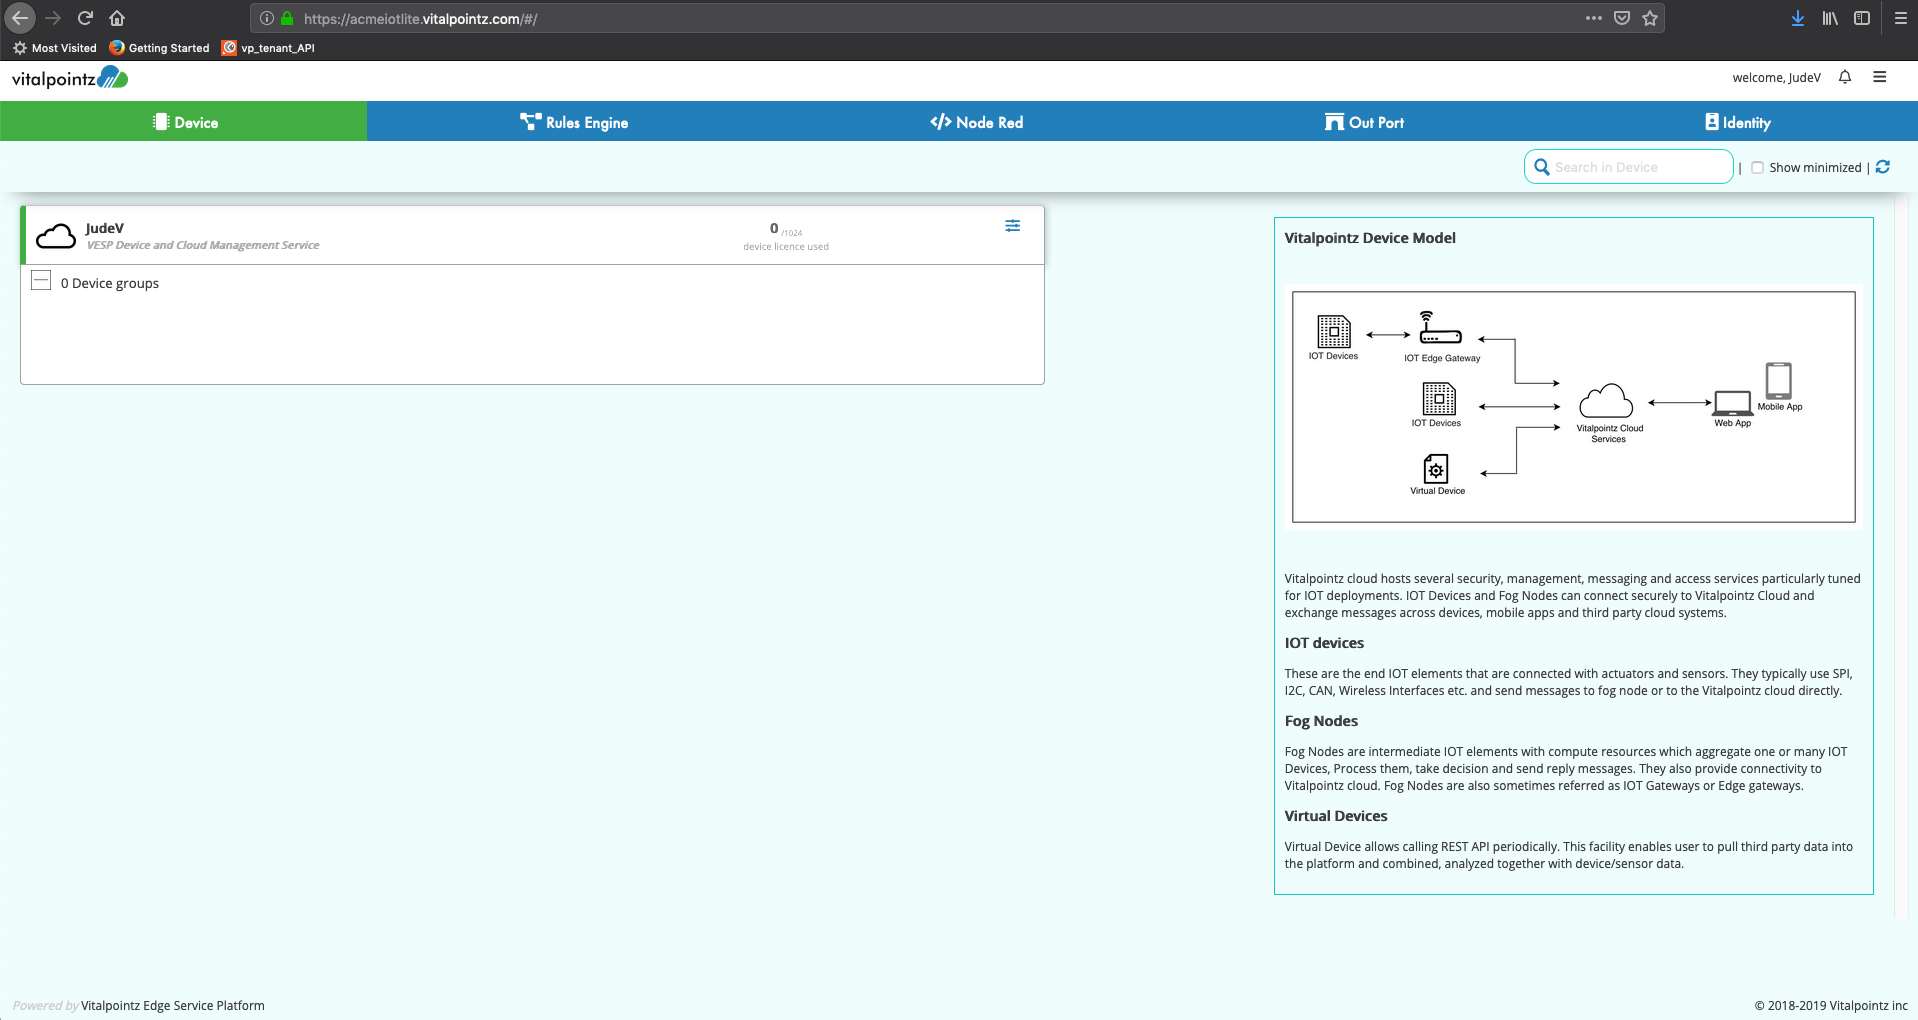 https://acmeiotlite.vitalpointz.com/#/
Most Visited Getting Started vp_tenant_API
vitalpointz
welcome, JudeV
Device Rules Engine </> Node Red Out Port Identity
Search in Device | Show minimized |
JudeV
VESP Device and Cloud Management Service
0 /1024
device licence used
0 Device groups
Vitalpointz Device Model
IOT Devices
IOT Edge Gateway
IOT Devices
Virtual Device
Vitalpointz Cloud
Services
Web App
Mobile App
Vitalpointz cloud hosts several security, management, messaging and access services particularly tuned
for IOT deployments. IOT Devices and Fog Nodes can connect securely to Vitalpointz Cloud and
exchange messages across devices, mobile apps and third party cloud systems.
IOT devices
These are the end IOT elements that are connected with actuators and sensors. They typically use SPI,
I2C, CAN, Wireless Interfaces etc. and send messages to fog node or to the Vitalpointz cloud directly.
Fog Nodes
Fog Nodes are intermediate IOT elements with compute resources which aggregate one or many IOT
Devices, Process them, take decision and send reply messages. They also provide connectivity to
Vitalpointz cloud. Fog Nodes are also sometimes referred as IOT Gateways or Edge gateways.
Virtual Devices
Virtual Device allows calling REST API periodically. This facility enables user to pull third party data into
the platform and combined, analyzed together with device/sensor data.
Powered by Vitalpointz Edge Service Platform
© 2018-2019 Vitalpointz inc